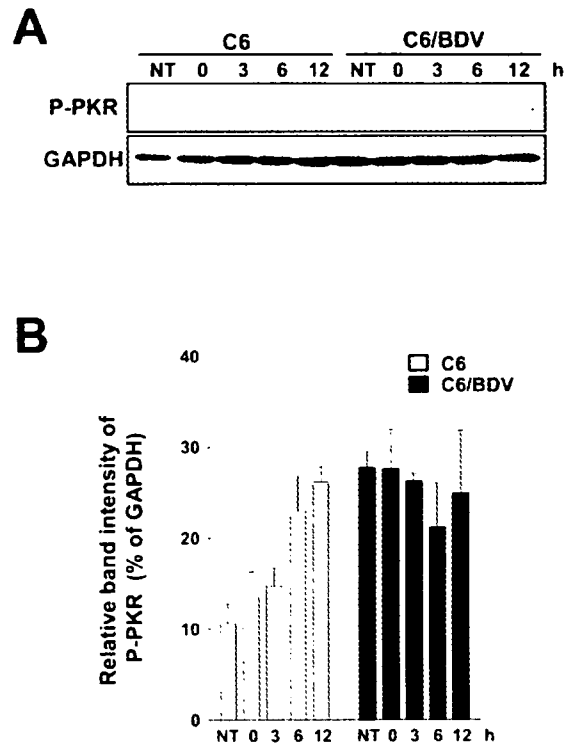 A
C6 C6/BDV
NT 0 3 6 12 NT 0 3 6 12 h
P-PKR
GAPDH
B
Relative band intensity of
P-PKR (% of GAPDH)
40
30
20
10
0
C6
C6/BDV
NT 0 3 6 12 NT 0 3 6 12 h